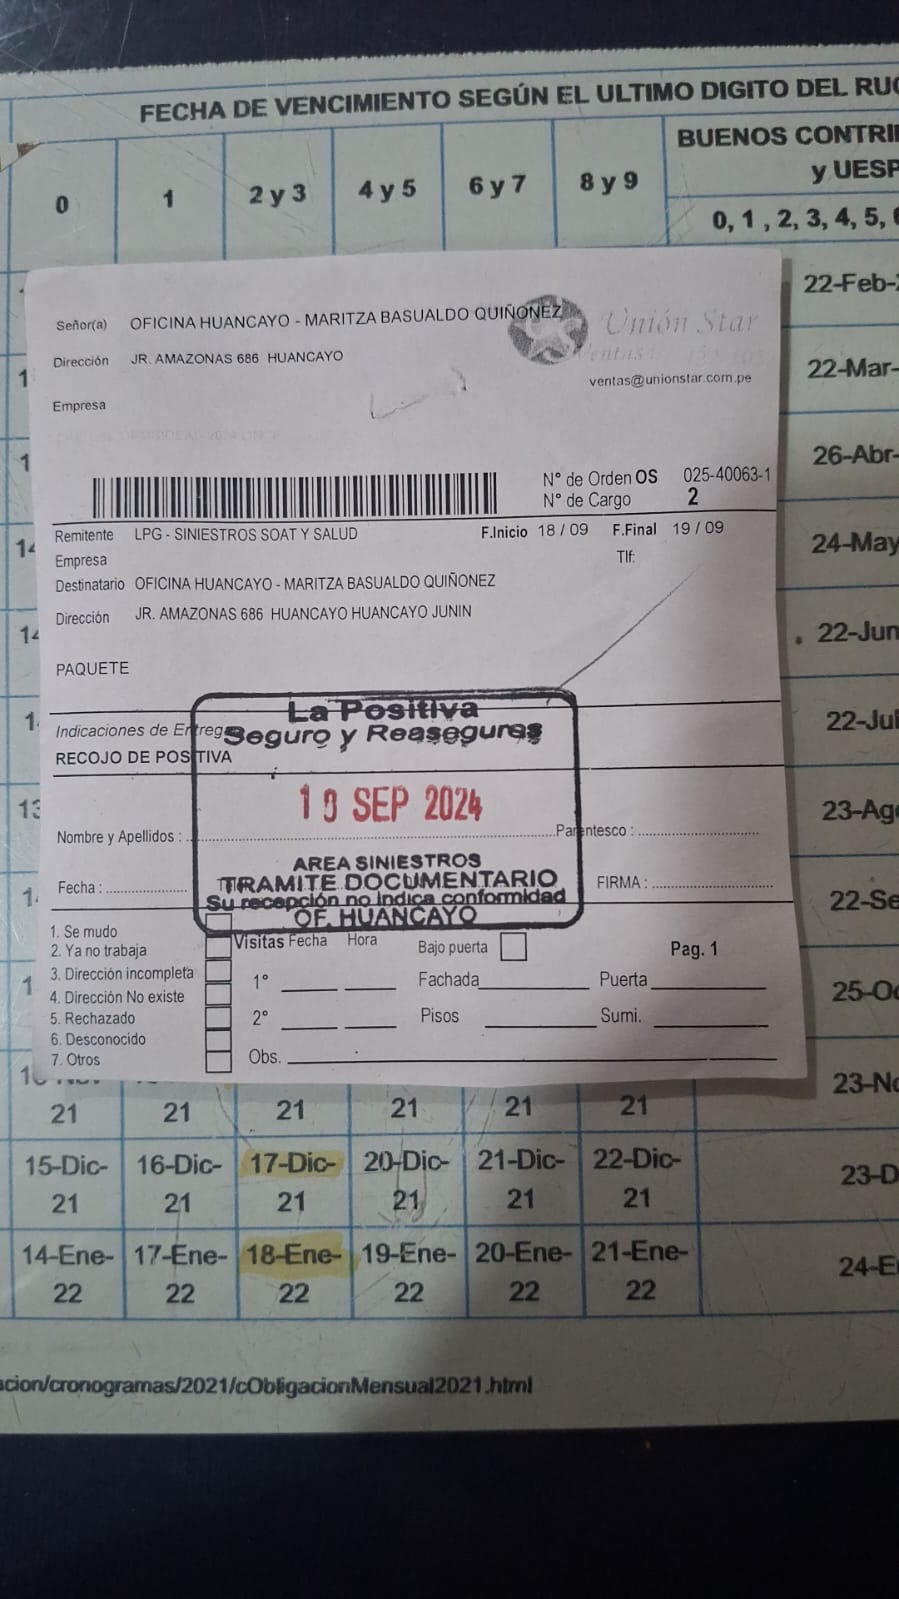 FECHA DE VENCIMIENTO SEGÚN EL ULTIMO DIGITO DEL RUC
BUENOS CONTRI
y UESP
0 1 2 y 3 4 y 5 6 y 7 8 y 9
0, 1 , 2, 3, 4, 5, 6
22-Feb-
22-Mar-
26-Abr-
24-May
22-Jun
22-Jul
23-Ag
22-Se
25-O
23-No
Señor(a) OFICINA HUANCAYO - MARITZA BASUALDO QUIÑONEZ
Unión Star
Ventas
Dirección JR. AMAZONAS 686 HUANCAYO
ventas@unionstar.com.pe
Empresa
N° de Orden OS 025-40063-1
N° de Cargo 2
Remitente LPG - SINIESTROS SOAT Y SALUD F.Inicio 18 / 09 F.Final 19 / 09
Empresa Tlf:
Destinatario OFICINA HUANCAYO - MARITZA BASUALDO QUIÑONEZ
Dirección JR. AMAZONAS 686 HUANCAYO HUANCAYO JUNIN
PAQUETE
La Positiva
Indicaciones de Entreg
Seguro y Reaseguros
RECOJO DE POSITIVA
SEP 2024
Nombre y Apellidos : Parentesco :
AREA SINIESTROS
TRAMITE DOCUMENTARIO
Fecha : FIRMA :
Su recepción no indica conformidad
OF. HUANCAYO
1. Se mudo
2. Ya no trabaja
3. Dirección incompleta
4. Dirección No existe
5. Rechazado
6. Desconocido
7. Otros
Visitas Fecha Hora Bajo puerta Pag. 1
1° Fachada Puerta
2° Pisos Sumi.
Obs.
21 21 21 21 21 21
15-Dic- 16-Dic- 17-Dic- 20-Dic- 21-Dic- 22-Dic- 23-D
21 21 21 21 21 21
14-Ene- 17-Ene- 18-Ene- 19-Ene- 20-Ene- 21-Ene- 24-E
22 22 22 22 22 22
cion/cronogramas/2021/cObligacionMensual2021.html